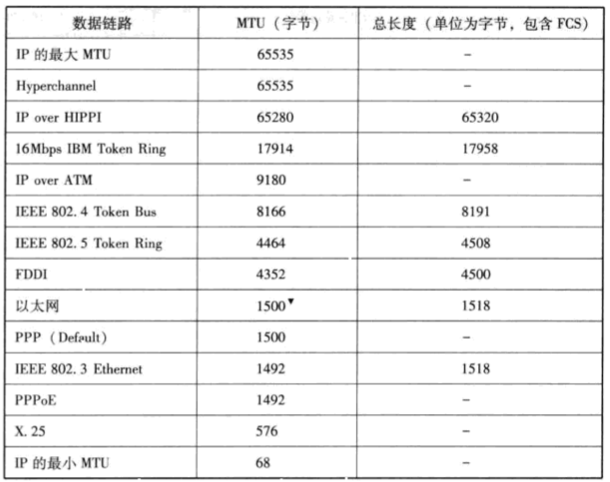 数据链路 MTU（字节） 总长度（单位为字节，包含 FCS）
IP 的最大 MTU 65535 –
Hyperchannel 65535 –
IP over HIPPI 65280 65320
16Mbps IBM Token Ring 17914 17958
IP over ATM 9180 –
IEEE 802.4 Token Bus 8166 8191
IEEE 802.5 Token Ring 4464 4508
FDDI 4352 4500
以太网 1500▼ 1518
PPP（Default） 1500 –
IEEE 802.3 Ethernet 1492 1518
PPPoE 1492 –
X.25 576 –
IP 的最小 MTU 68 –